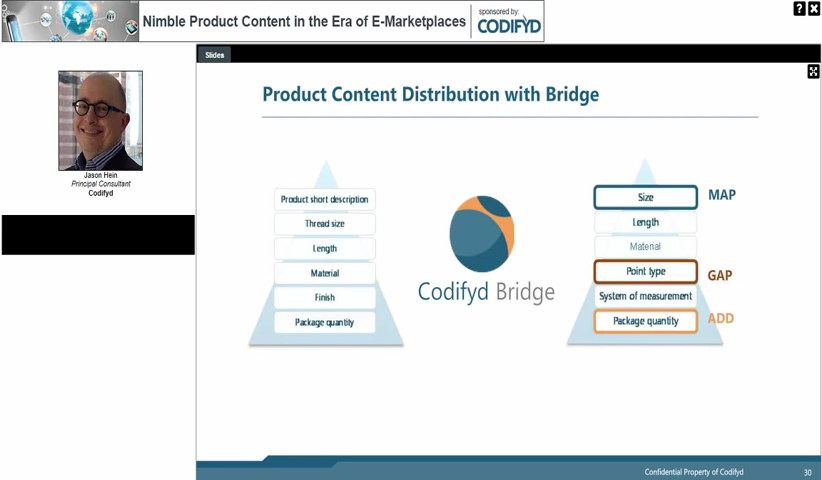 Nimble Product Content in the Era of E-Marketplaces
sponsored by:
CODIFYD
?
Slides
Jason Hein
Principal Consultant
Codifyd
Product Content Distribution with Bridge
Product short description
Thread size
Length
Material
Finish
Package quantity
Codifyd Bridge
Size
MAP
Length
Material
Point type
GAP
System of measurement
Package quantity
ADD
Confidential Property of Codifyd
30